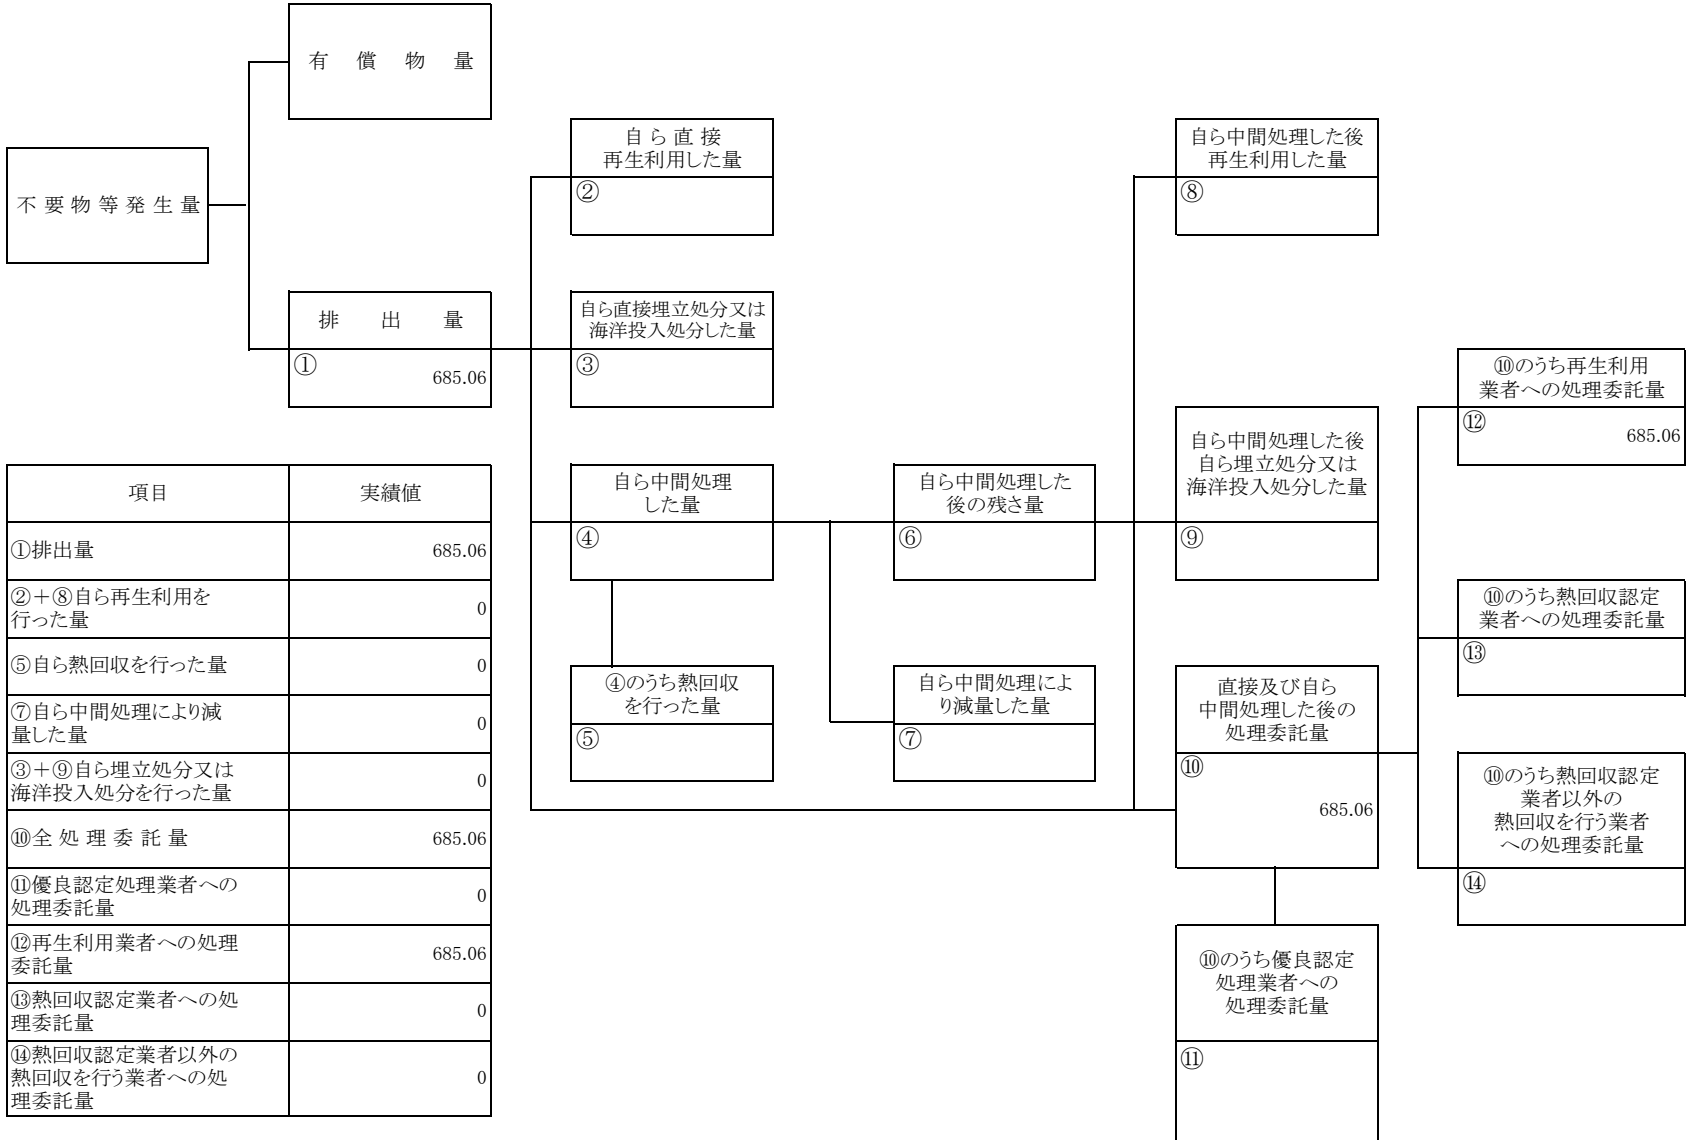 有償物量
不要物等発生量
排出量
①
685.06
自ら直接
再生利用した量
②
自ら直接埋立処分又は
海洋投入処分した量
③
自ら中間処理
した量
④
④のうち熱回収
を行った量
⑤
自ら中間処理した
後の残さ量
⑥
自ら中間処理によ
り減量した量
⑦
自ら中間処理した後
再生利用した量
⑧
自ら中間処理した後
自ら埋立処分又は
海洋投入処分した量
⑨
直接及び自ら
中間処理した後の
処理委託量
⑩
685.06
⑩のうち優良認定
処理業者への
処理委託量
⑪
⑩のうち再生利用
業者への処理委託量
⑫
685.06
⑩のうち熱回収認定
業者への処理委託量
⑬
⑩のうち熱回収認定
業者以外の
熱回収を行う業者
への処理委託量
⑭
項目 実績値
①排出量 685.06
②＋⑧自ら再生利用を
行った量 0
⑤自ら熱回収を行った量 0
⑦自ら中間処理により減
量した量 0
③＋⑨自ら埋立処分又は
海洋投入処分を行った量 0
⑩全処理委託量 685.06
⑪優良認定処理業者への
処理委託量 0
⑫再生利用業者への処理
委託量 685.06
⑬熱回収認定業者への処
理委託量 0
⑭熱回収認定業者以外の
熱回収を行う業者への処
理委託量 0